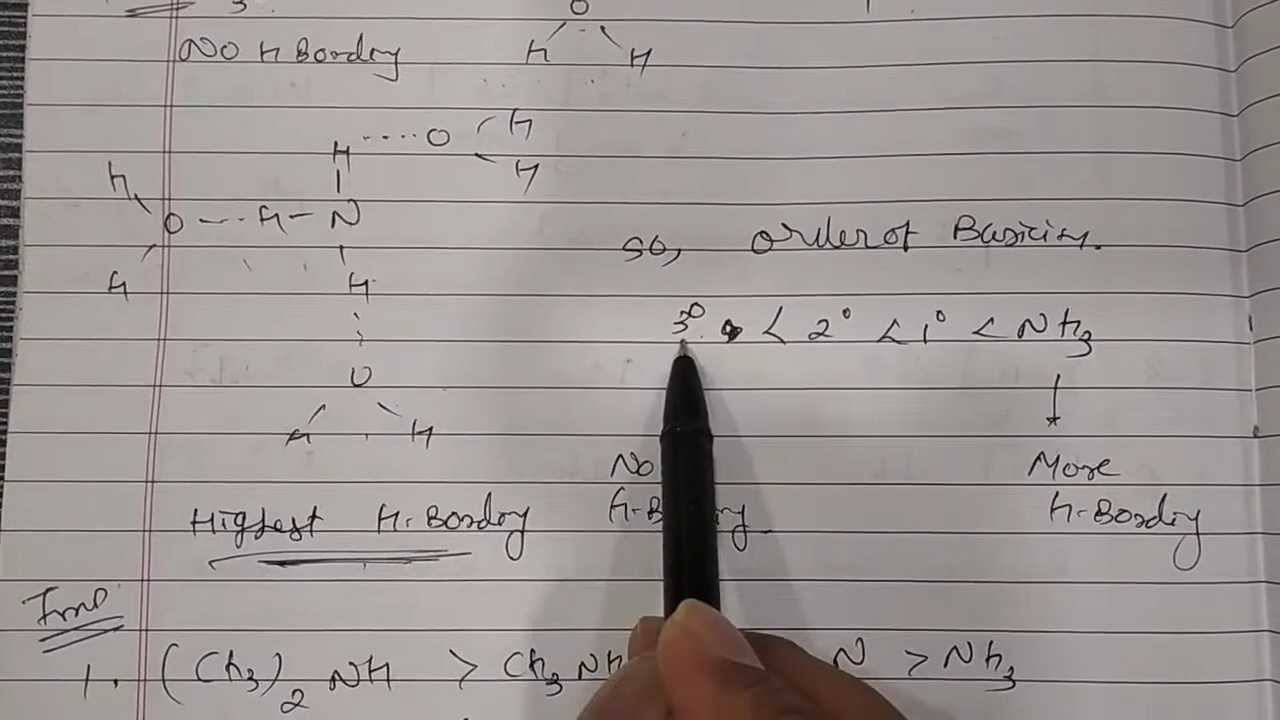 3.
No H Bonding
O
H H
H ---- O H
H
H
O --- H - N
H
H
so, order of Basicity.
3° < 2° < 1° < NH3
O
H H
No
More
Highest H-Bonding
H-Bonding
Imp
1. (CH3)2 NH > CH3 NH N > NH3